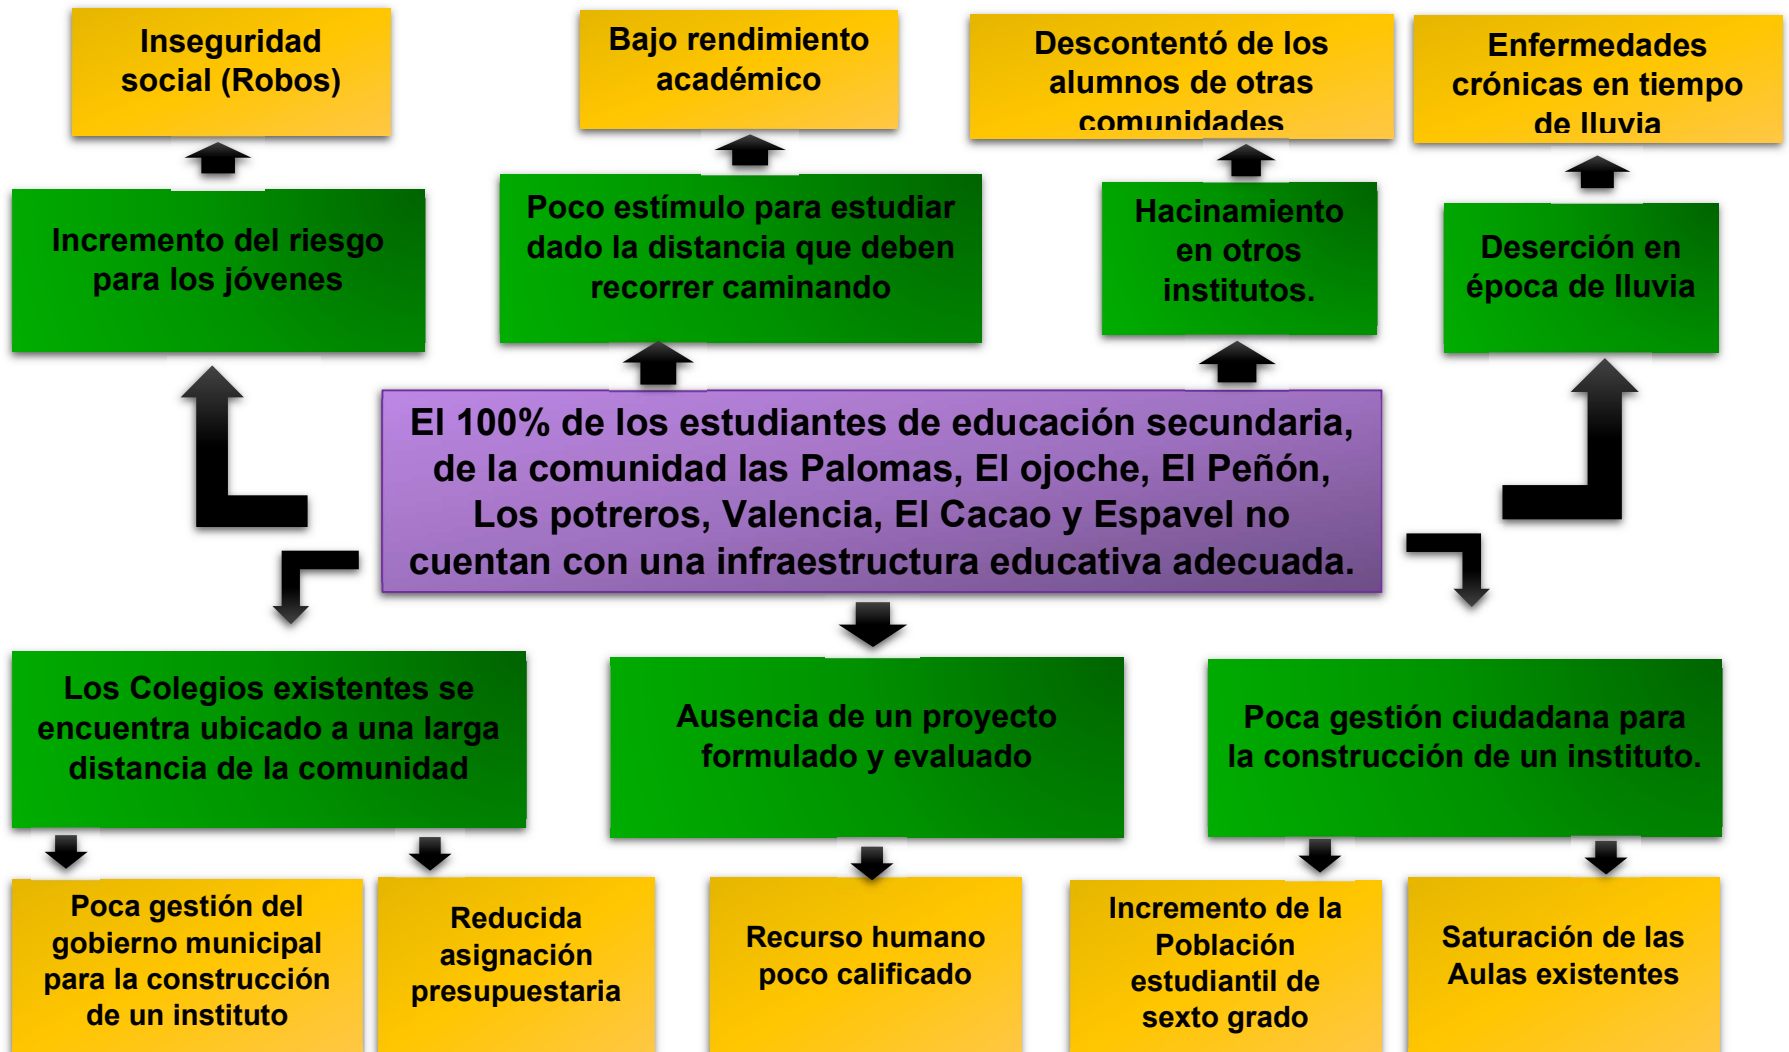 Inseguridad
social (Robos)
Bajo rendimiento
académico
Descontentó de los
alumnos de otras
comunidades
Enfermedades
crónicas en tiempo
de lluvia
Incremento del riesgo
para los jóvenes
Poco estímulo para estudiar
dado la distancia que deben
recorrer caminando
Hacinamiento
en otros
institutos.
Deserción en
época de lluvia
El 100% de los estudiantes de educación secundaria,
de la comunidad las Palomas, El ojoche, El Peñón,
Los potreros, Valencia, El Cacao y Espavel no
cuentan con una infraestructura educativa adecuada.
Los Colegios existentes se
encuentra ubicado a una larga
distancia de la comunidad
Ausencia de un proyecto
formulado y evaluado
Poca gestión ciudadana para
la construcción de un instituto.
Poca gestión del
gobierno municipal
para la construcción
de un instituto
Reducida
asignación
presupuestaria
Recurso humano
poco calificado
Incremento de la
Población
estudiantil de
sexto grado
Saturación de las
Aulas existentes